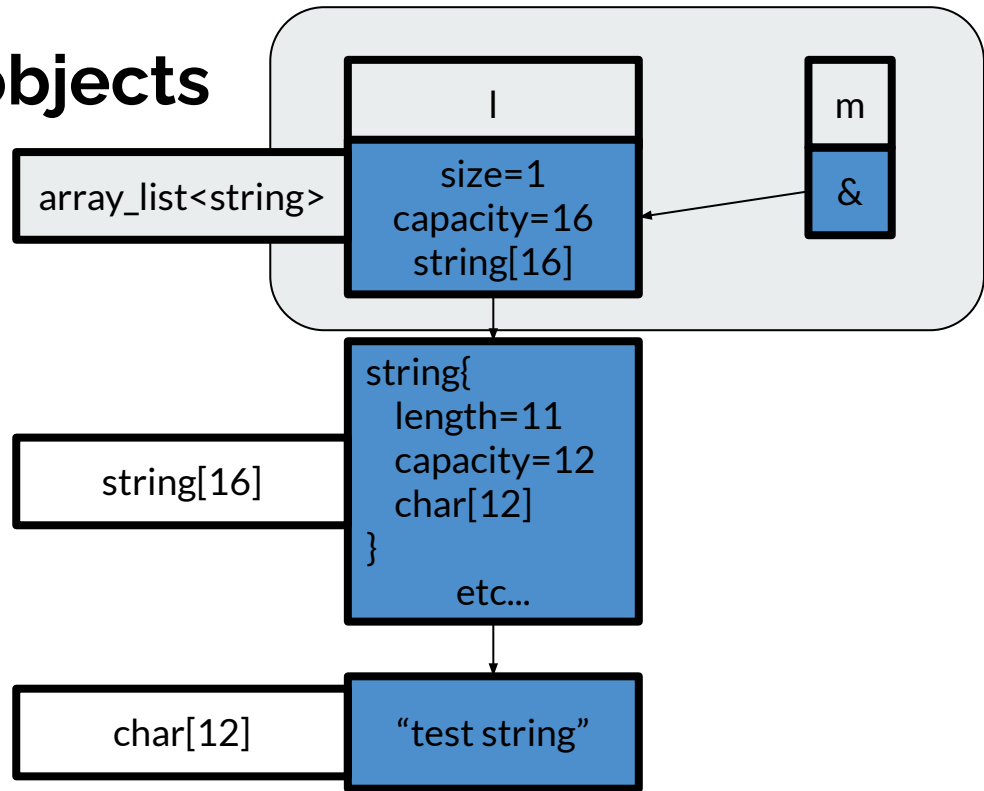 objects
l
m
array_list<string>
size=1
capacity=16
string[16]
&
string[16]
string{
length=11
capacity=12
char[12]
}
etc...
char[12]
“test string”